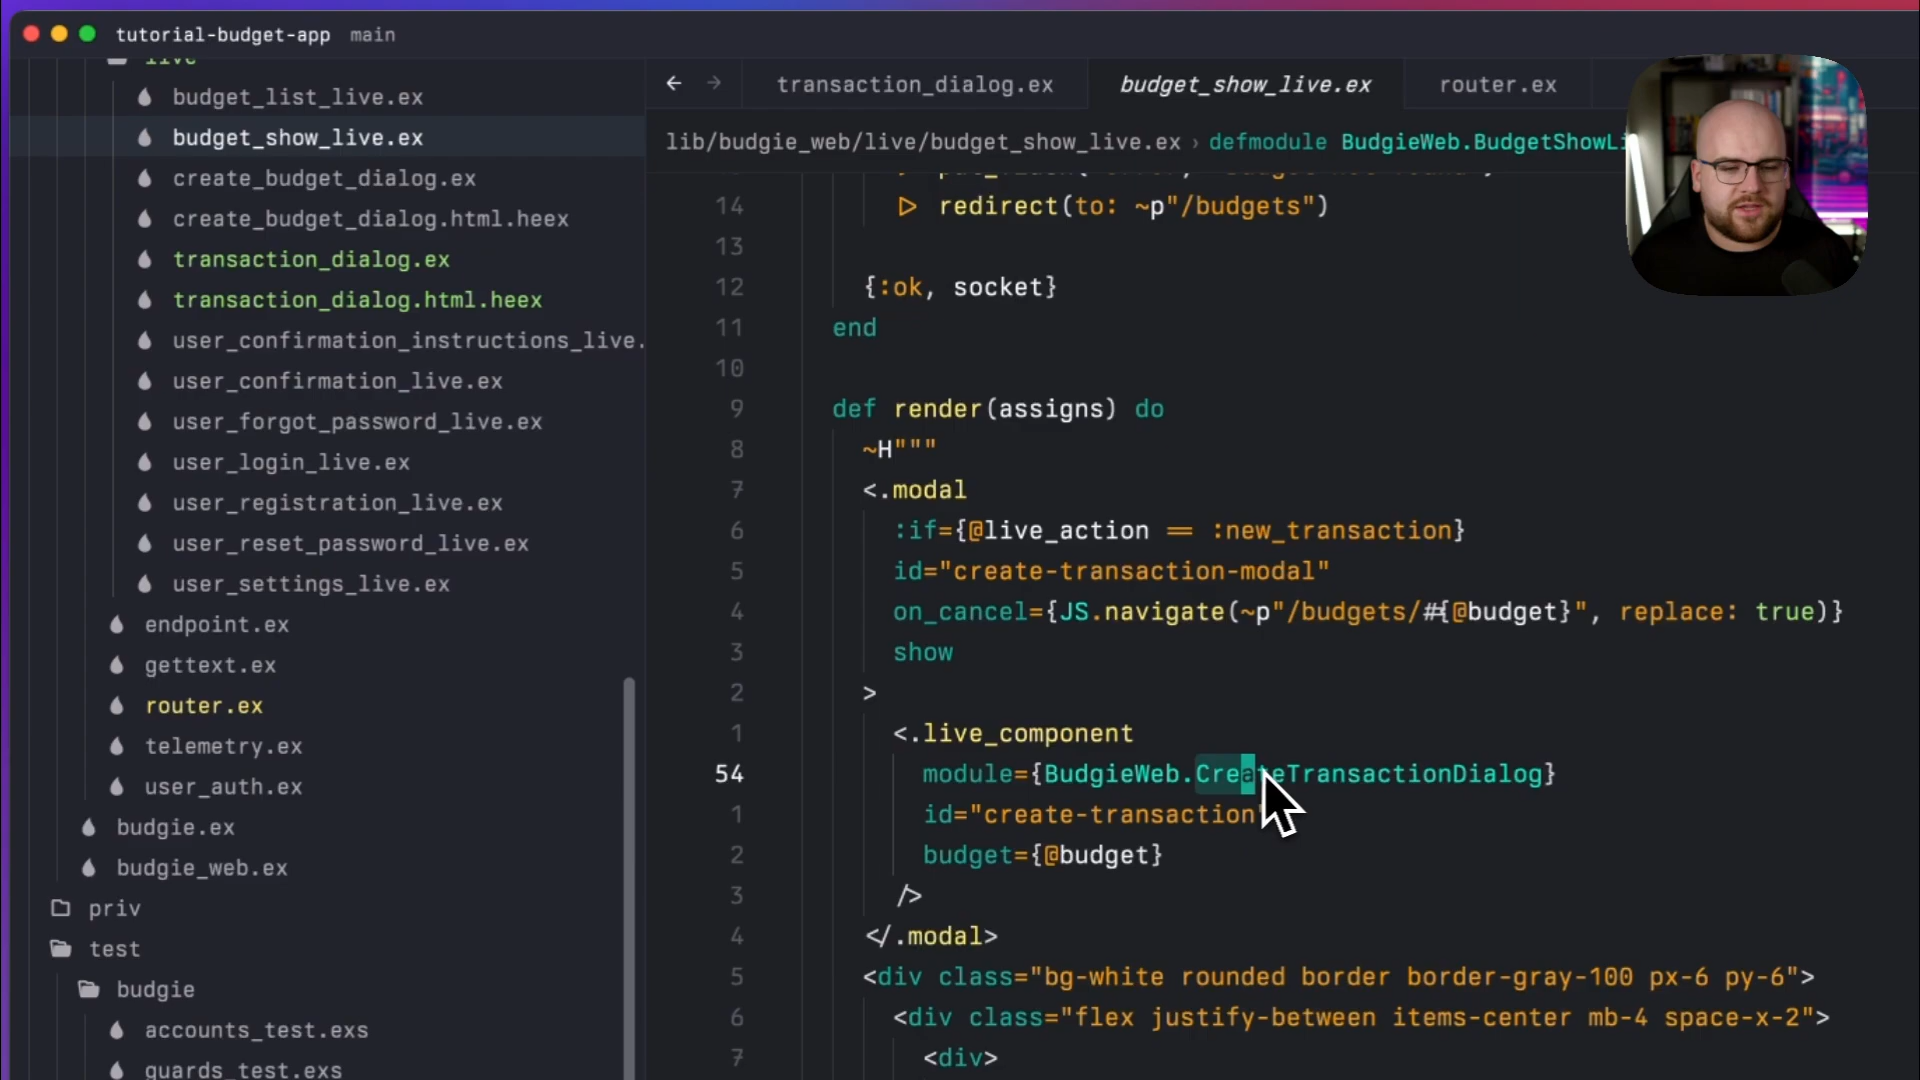 tutorial-budget-app main
live
budget_list_live.ex
budget_show_live.ex
create_budget_dialog.ex
create_budget_dialog.html.heex
transaction_dialog.ex
transaction_dialog.html.heex
user_confirmation_instructions_live.
user_confirmation_live.ex
user_forgot_password_live.ex
user_login_live.ex
user_registration_live.ex
user_reset_password_live.ex
user_settings_live.ex
endpoint.ex
gettext.ex
router.ex
telemetry.ex
user_auth.ex
budgie.ex
budgie_web.ex
priv
test
budgie
accounts_test.exs
guards_test.exs
← → transaction_dialog.ex budget_show_live.ex router.ex
lib/budgie_web/live/budget_show_live.ex › defmodule BudgieWeb.BudgetShowLi
14 |> redirect(to: ~p"/budgets")
13
12 {:ok, socket}
11 end
10
9 def render(assigns) do
8 ~H"""
7 <.modal
6 :if={@live_action == :new_transaction}
5 id="create-transaction-modal"
4 on_cancel={JS.navigate(~p"/budgets/#{@budget}", replace: true)}
3 show
2 >
1 <.live_component
54 module={BudgieWeb.CreateTransactionDialog}
1 id="create-transaction"
2 budget={@budget}
3 />
4 </.modal>
5 <div class="bg-white rounded border border-gray-100 px-6 py-6">
6 <div class="flex justify-between items-center mb-4 space-x-2">
7 <div>